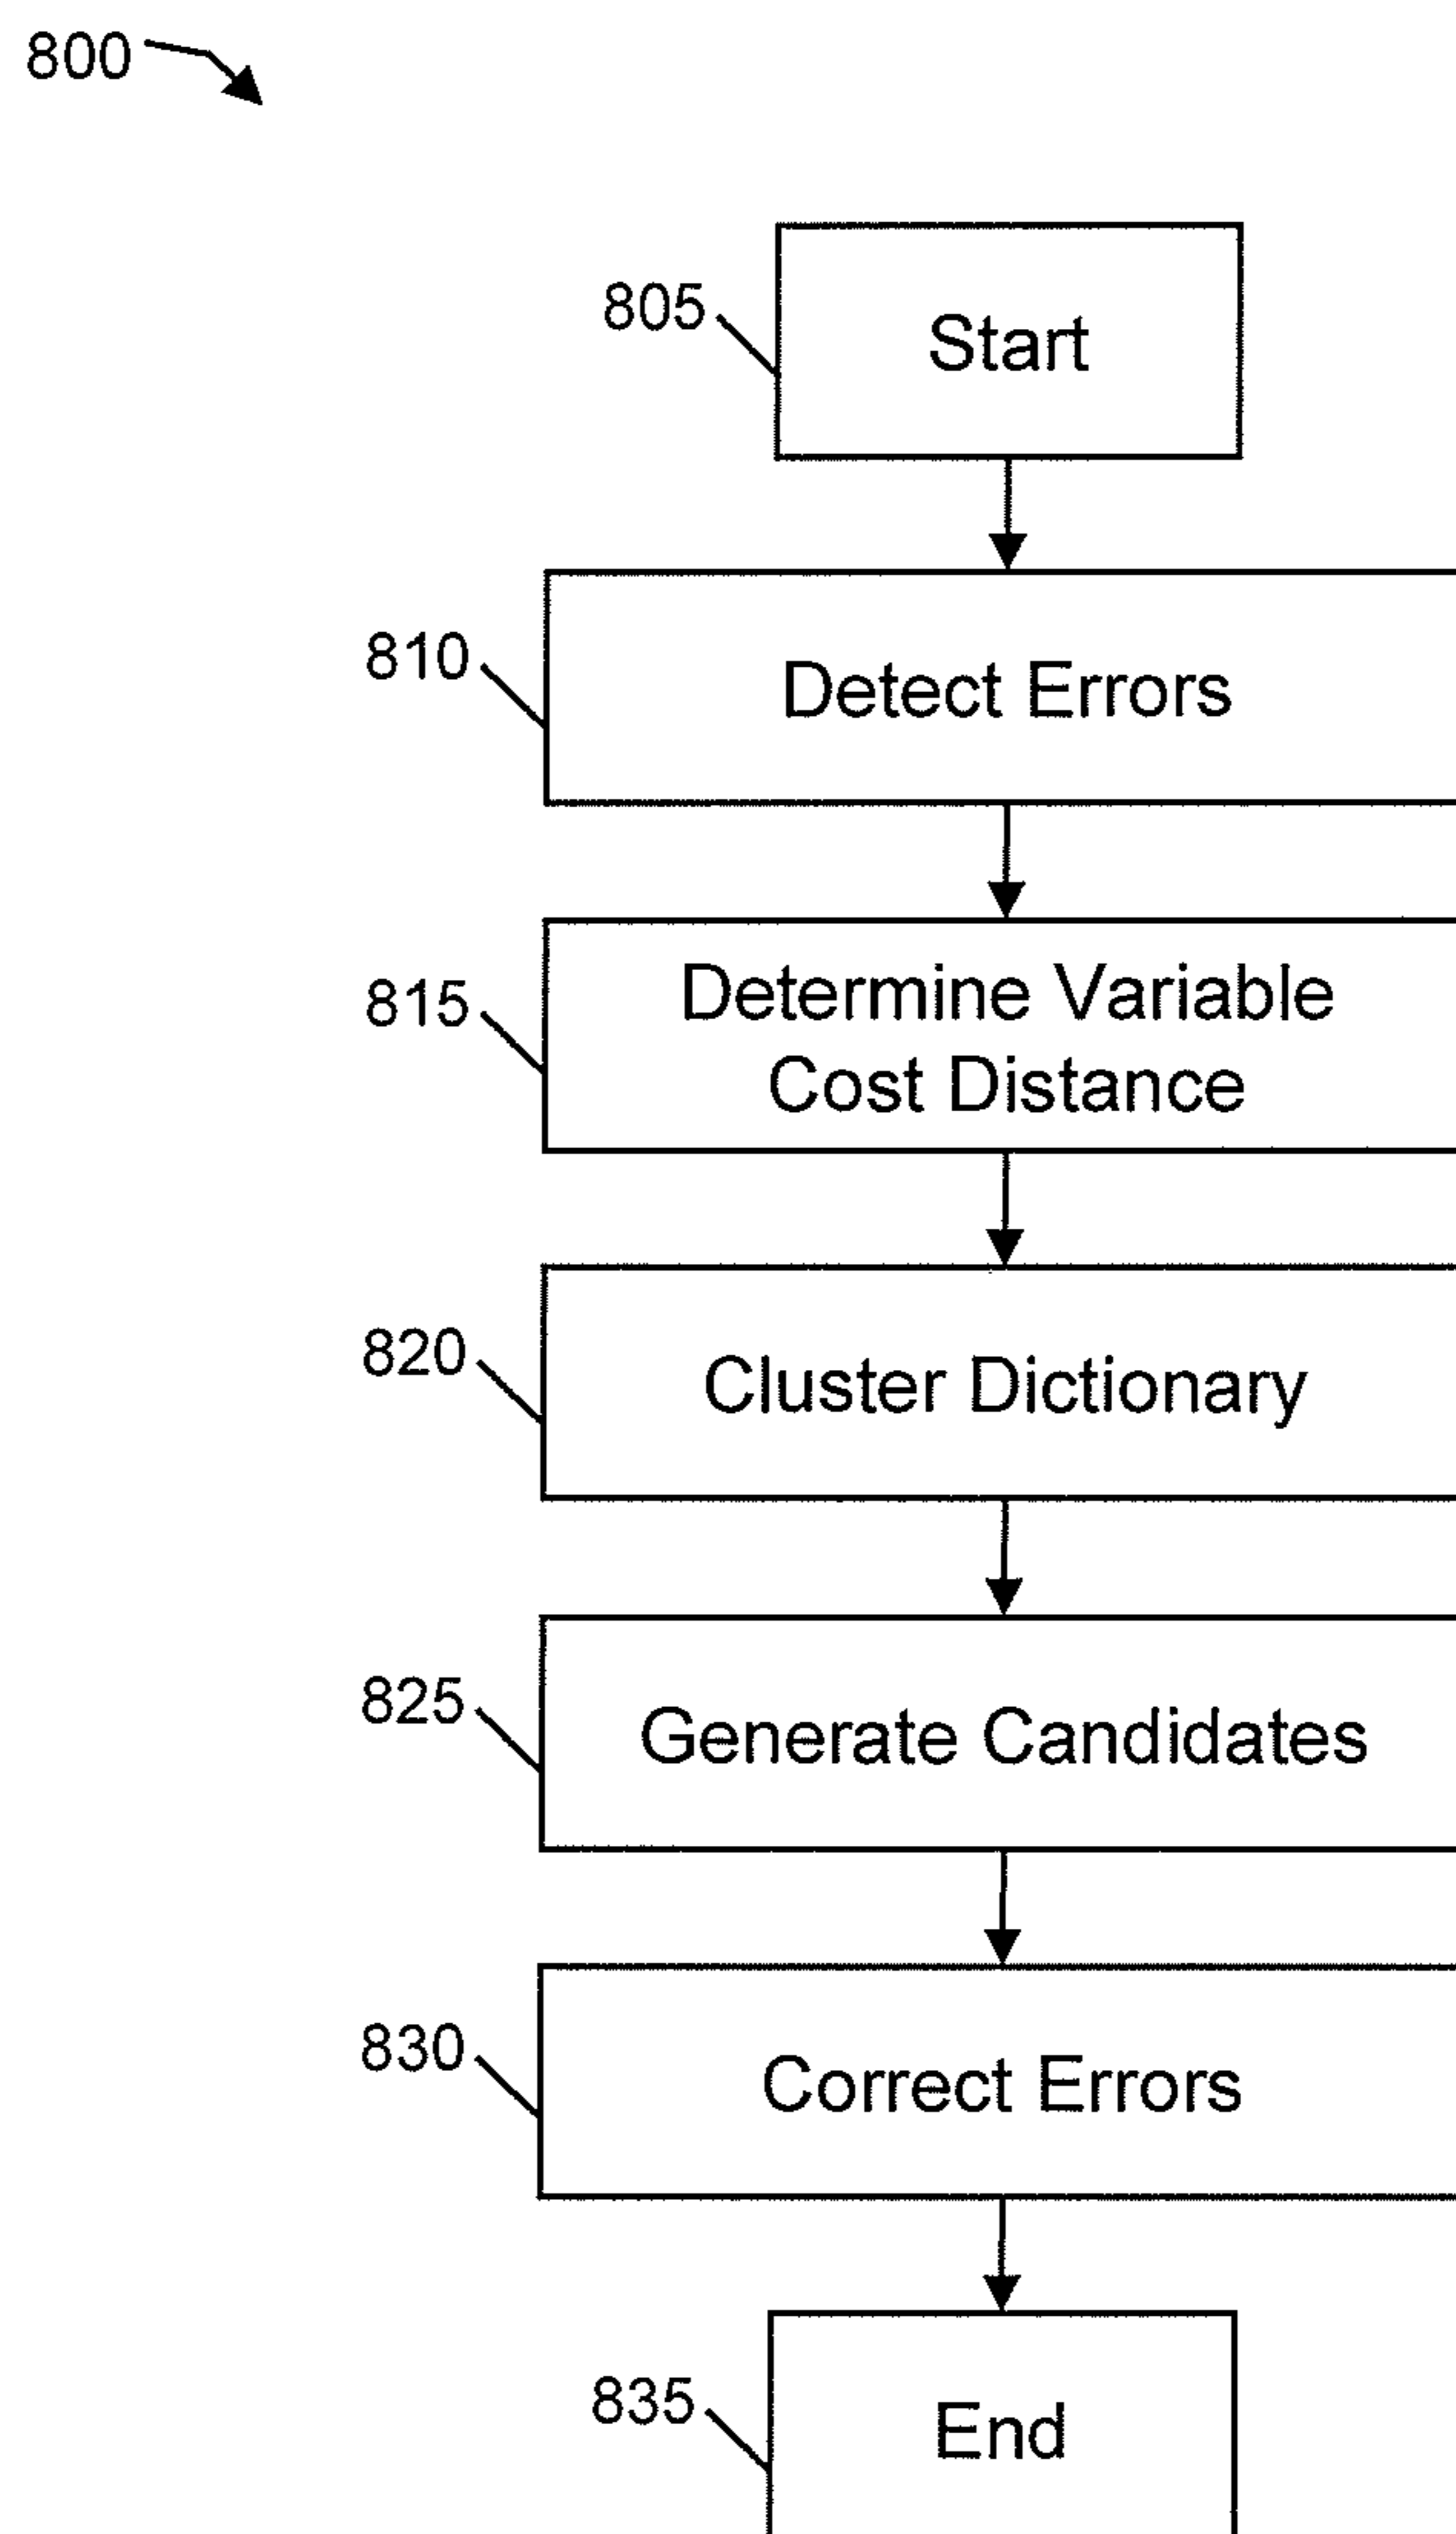 800
805
Start
810
Detect Errors
815
Determine Variable
Cost Distance
820
Cluster Dictionary
825
Generate Candidates
830
Correct Errors
835
End